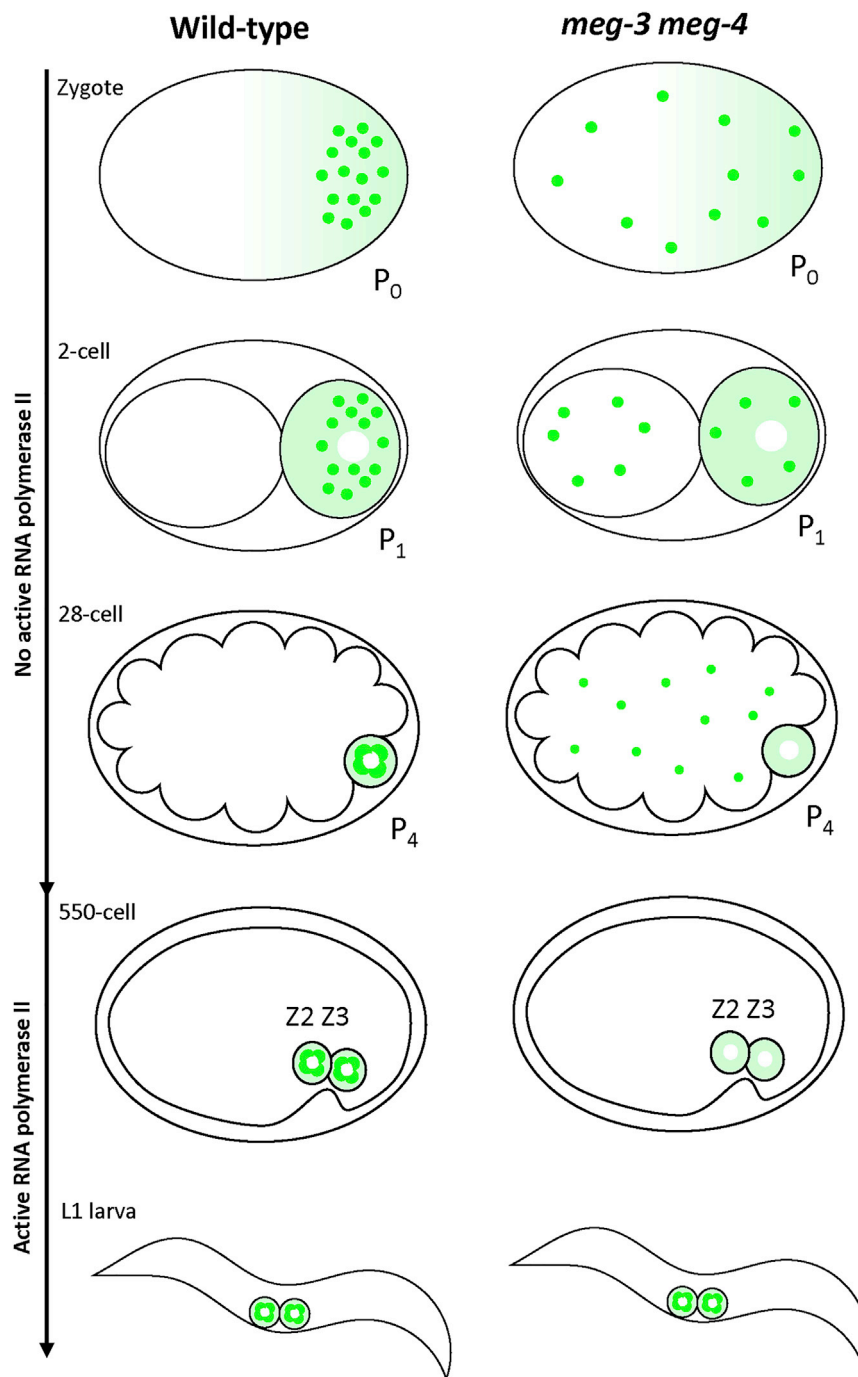 Wild-type
meg-3 meg-4
Zygote
P0
P0
2-cell
P1
P1
No active RNA polymerase II
28-cell
P4
P4
550-cell
Z2 Z3
Z2 Z3
Active RNA polymerase II
L1 larva